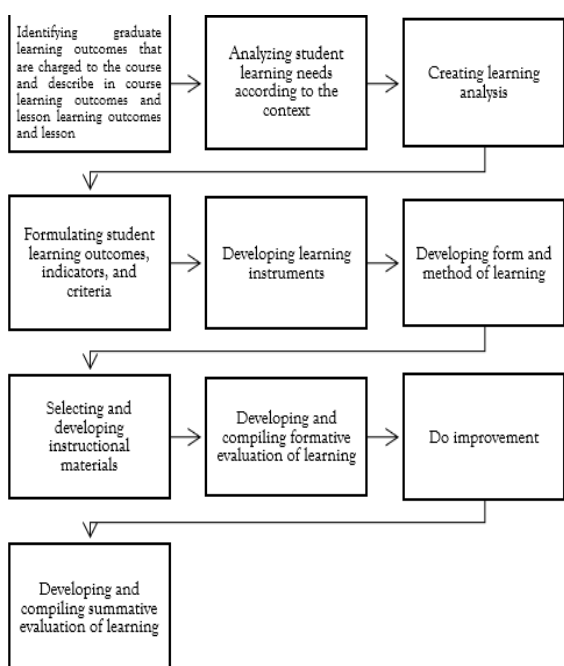 Identifying graduate
learning outcomes that
are charged to the course
and describe in course
learning outcomes and
lesson learning outcomes
and lesson
Analyzing student
learning needs
according to the
context
Creating learning
analysis
Formulating student
learning outcomes,
indicators, and
criteria
Developing learning
instruments
Developing form and
method of learning
Selecting and
developing
instructional
materials
Developing and
compiling formative
evaluation of learning
Do improvement
Developing and
compiling summative
evaluation of learning